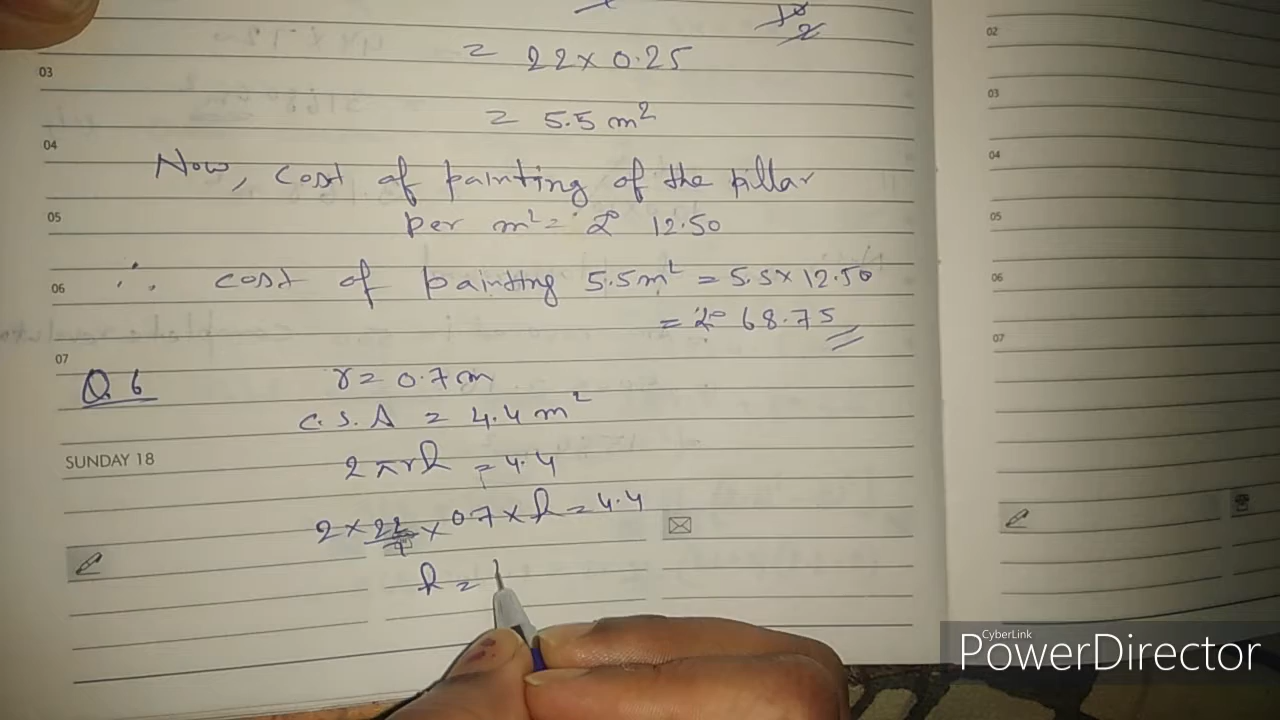 = 22 x 0.25
03
= 5.5 m²
04
Now, cost of painting of the pillar
05
per m² = ₹ 12.50
06
∴ cost of painting 5.5m² = 5.5 x 12.50
= ₹ 68.75
07
Q. 6
r = 0.7 m
C.S.A = 4.4 m²
SUNDAY 18
2πrh = 4.4
2 x 22/7 x 07 x h = 4.4
h =
02
03
04
05
06
07
CyberLink
PowerDirector